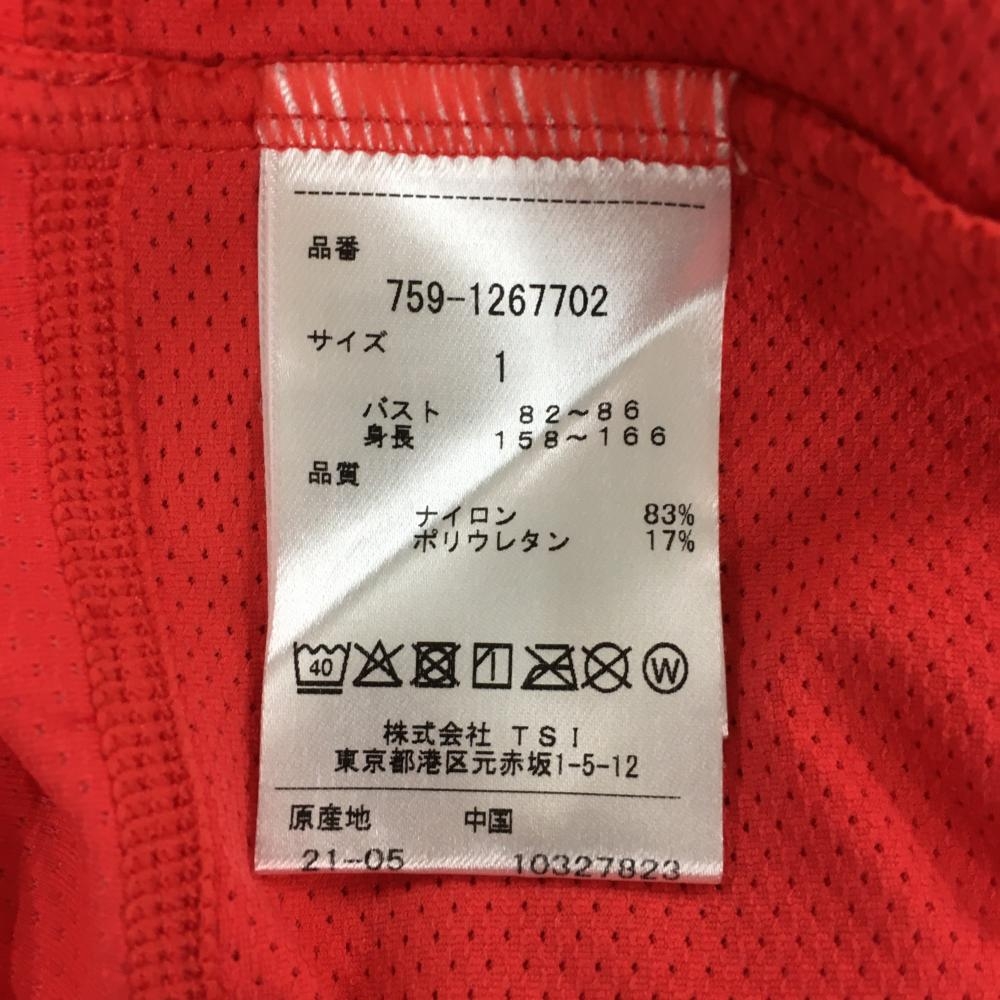 品番
759-1267702
サイズ
1
バスト 82～86
身長 158～166
品質
ナイロン 83%
ポリウレタン 17%
40 W
株式会社 TSI
東京都港区元赤坂1-5-12
原産地 中国
21-05 10327823